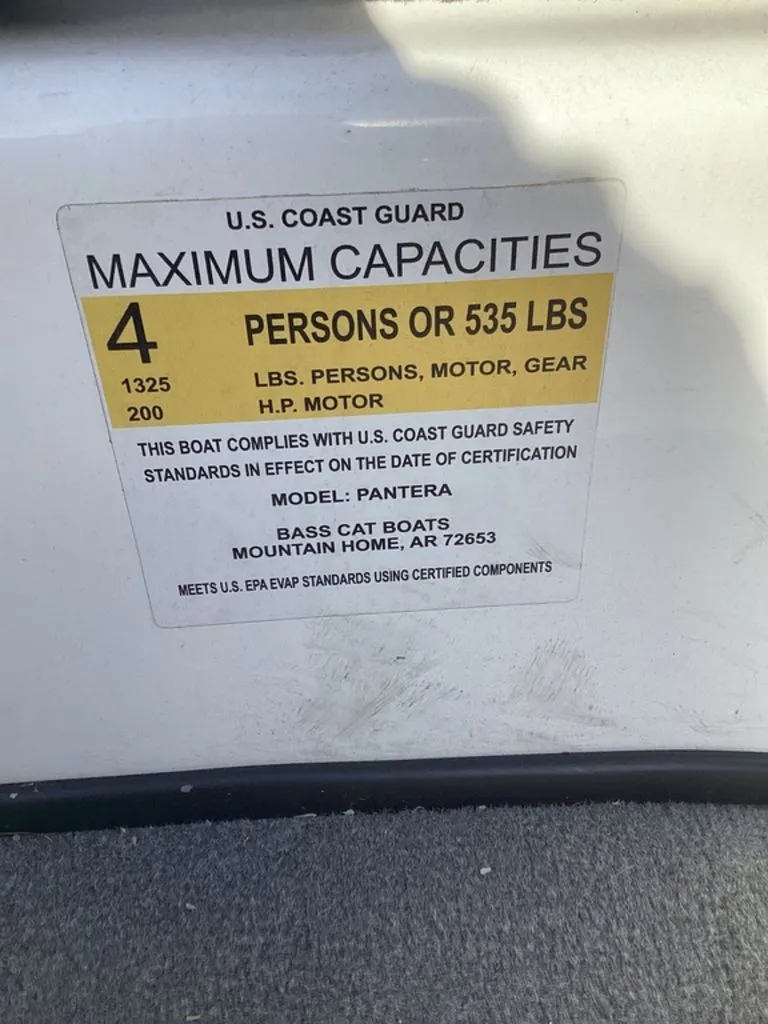 U.S. COAST GUARD
MAXIMUM CAPACITIES
4 PERSONS OR 535 LBS
1325 LBS. PERSONS, MOTOR, GEAR
200 H.P. MOTOR
THIS BOAT COMPLIES WITH U.S. COAST GUARD SAFETY
STANDARDS IN EFFECT ON THE DATE OF CERTIFICATION
MODEL: PANTERA
BASS CAT BOATS
MOUNTAIN HOME, AR 72653
MEETS U.S. EPA EVAP STANDARDS USING CERTIFIED COMPONENTS